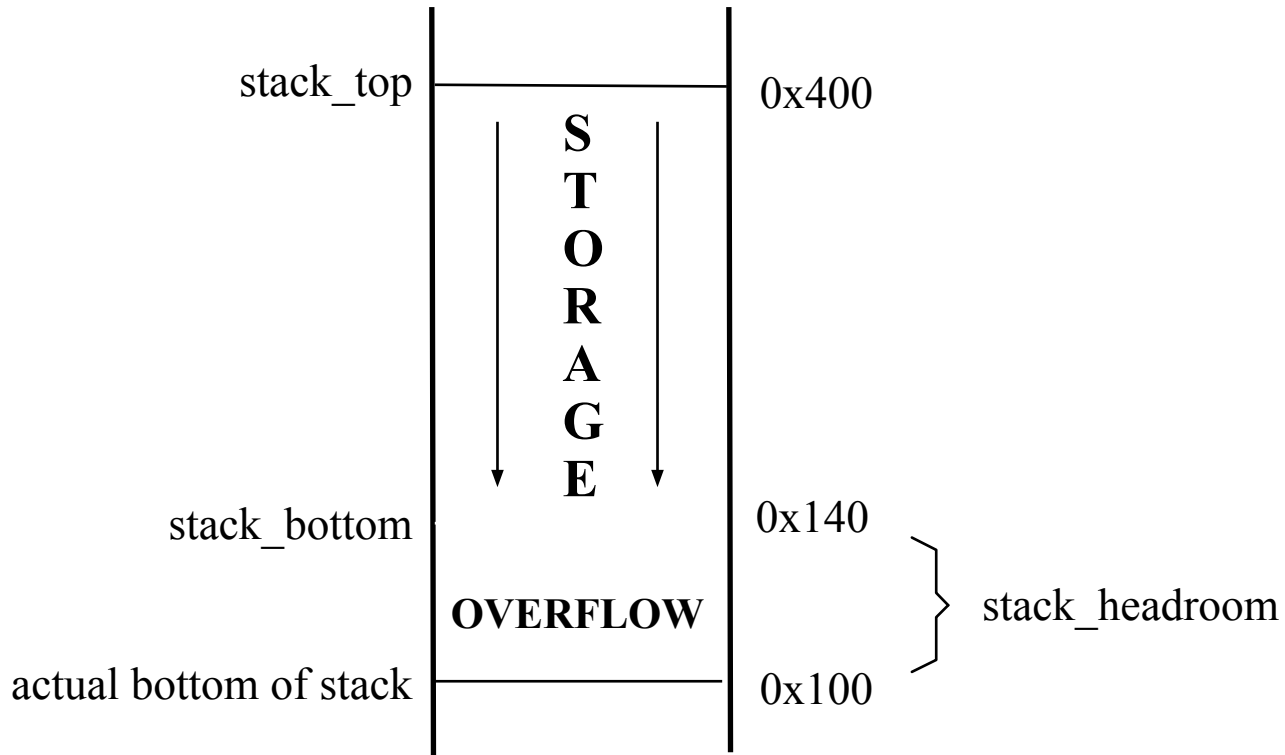 stack_top
0x400
S
T
O
R
A
G
E
stack_bottom
0x140
OVERFLOW
stack_headroom
actual bottom of stack
0x100